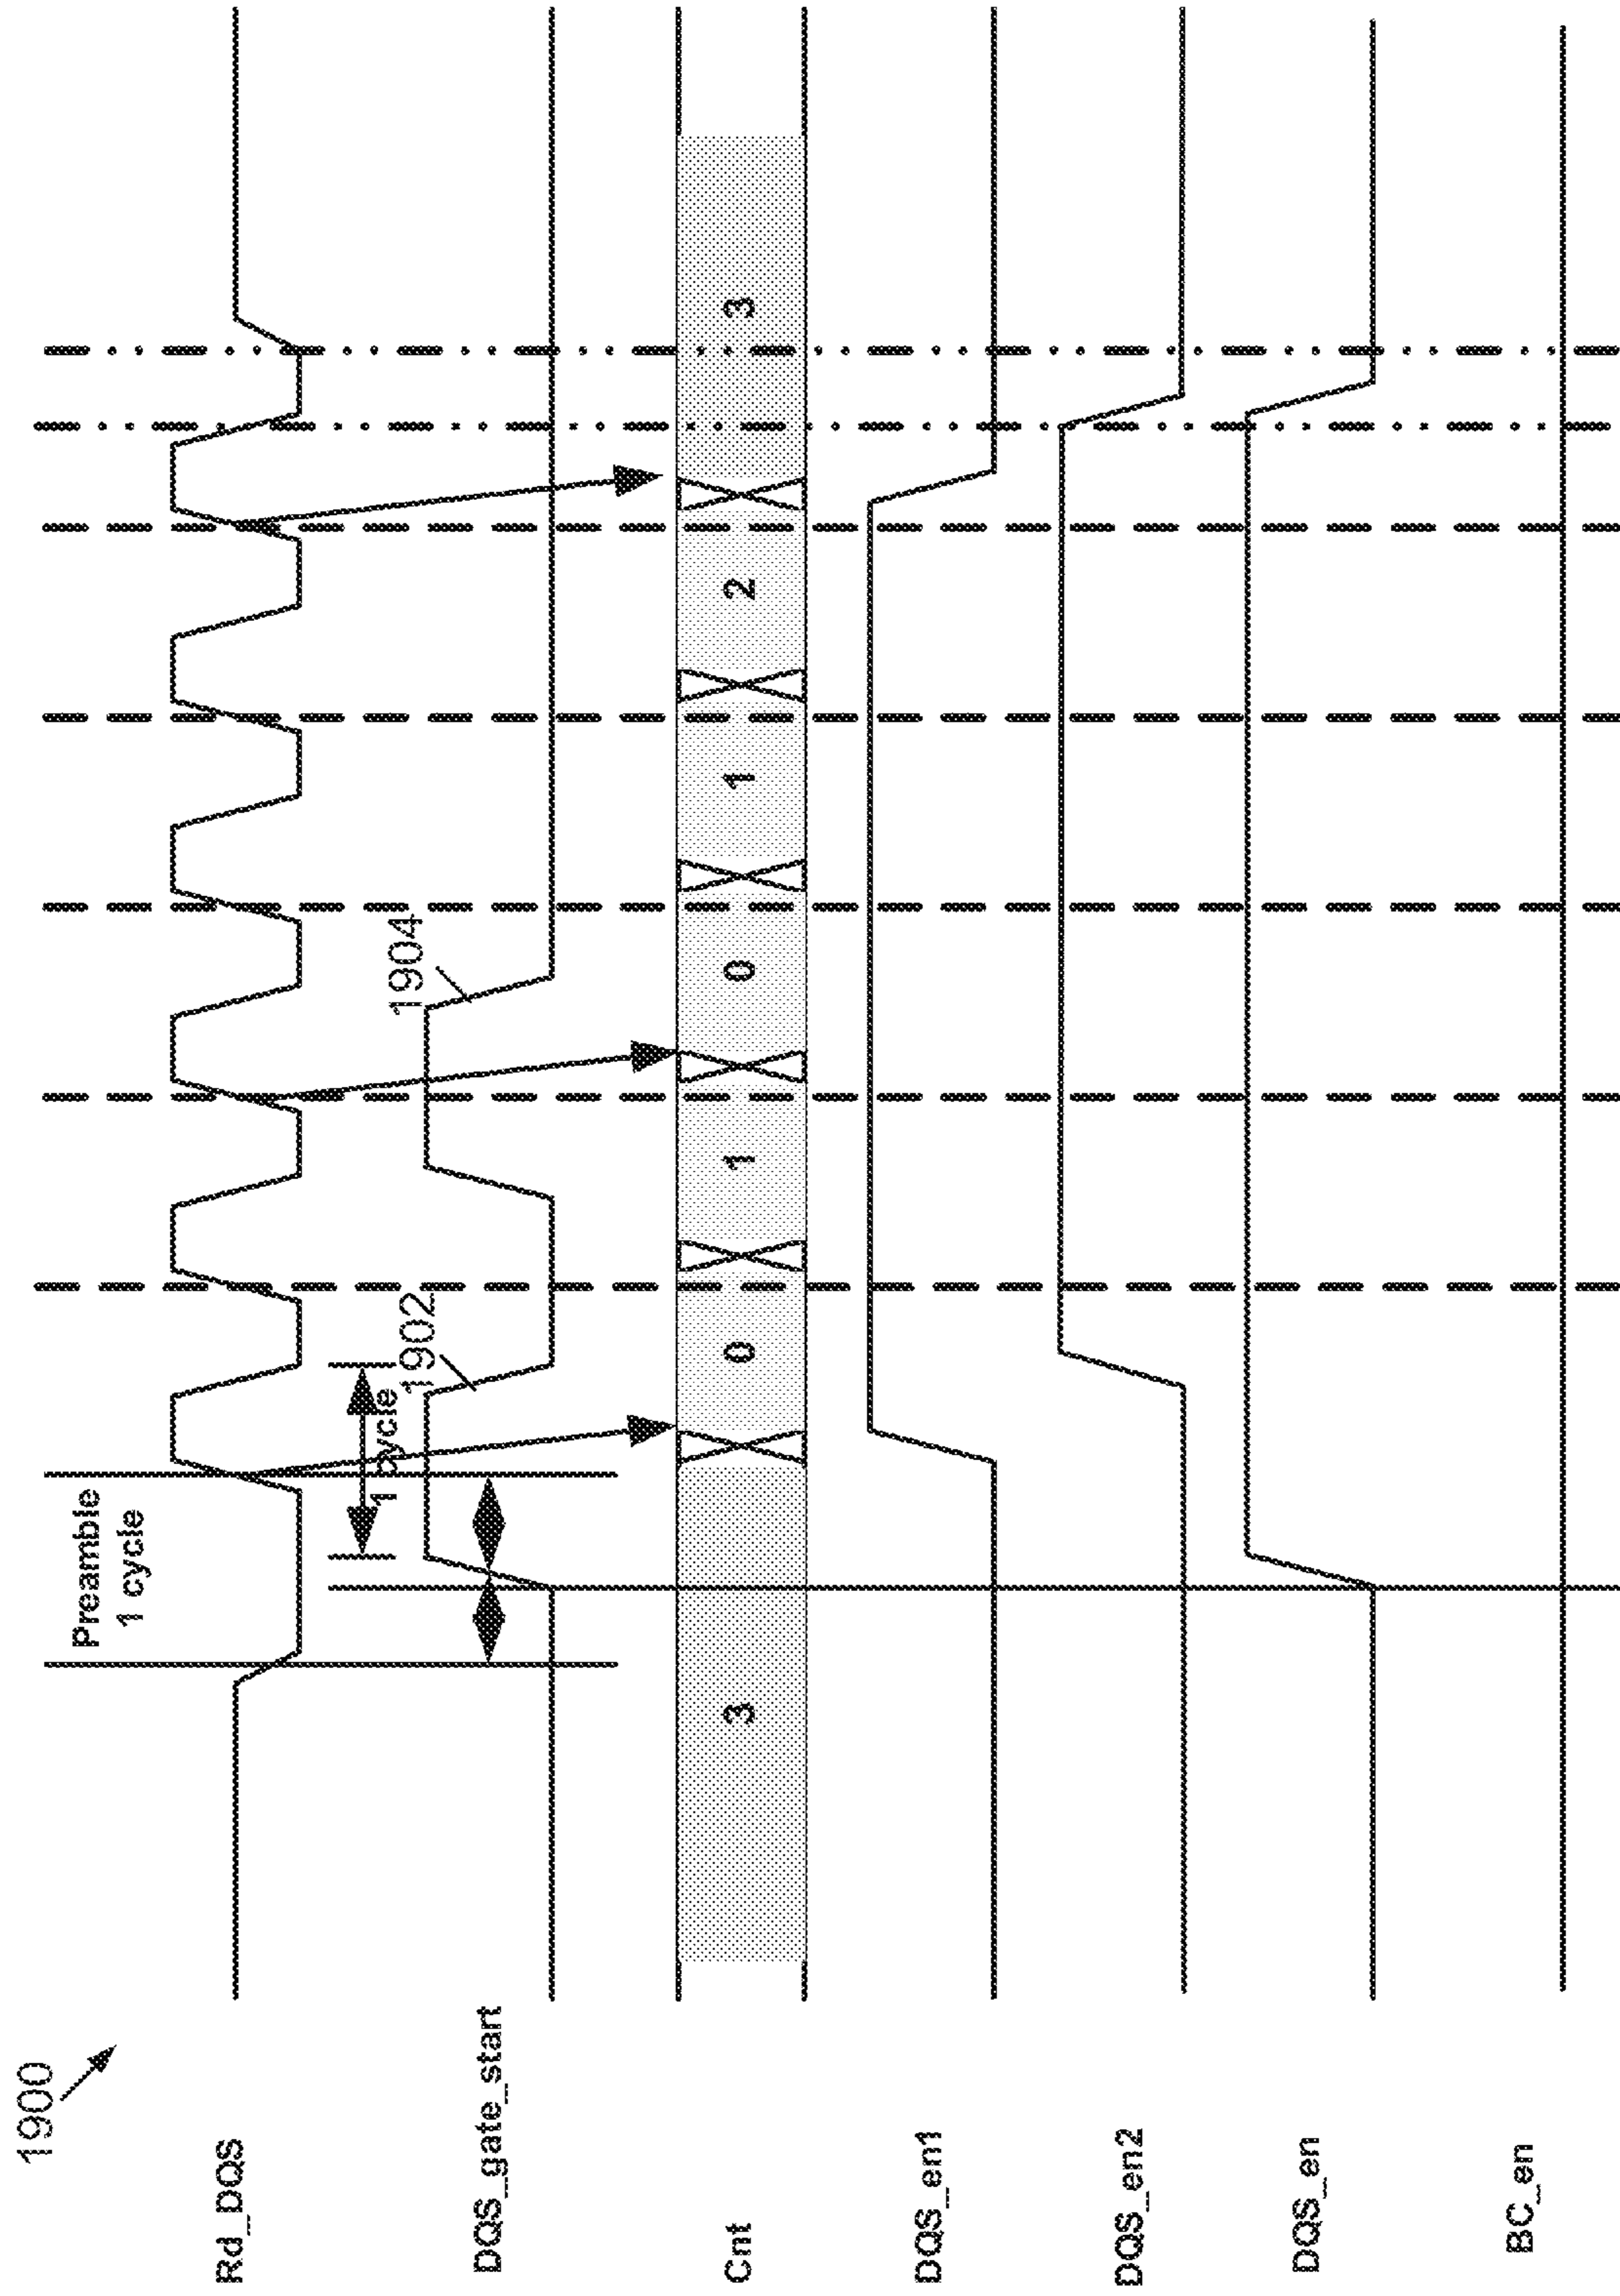 1900
Preamble
1 cycle
Rd_DQS
1 cycle
1902
1904
DQS_gate_start
Cnt
3
0
1
0
1
2
3
DQS_en1
DQS_en2
DQS_en
BC_en